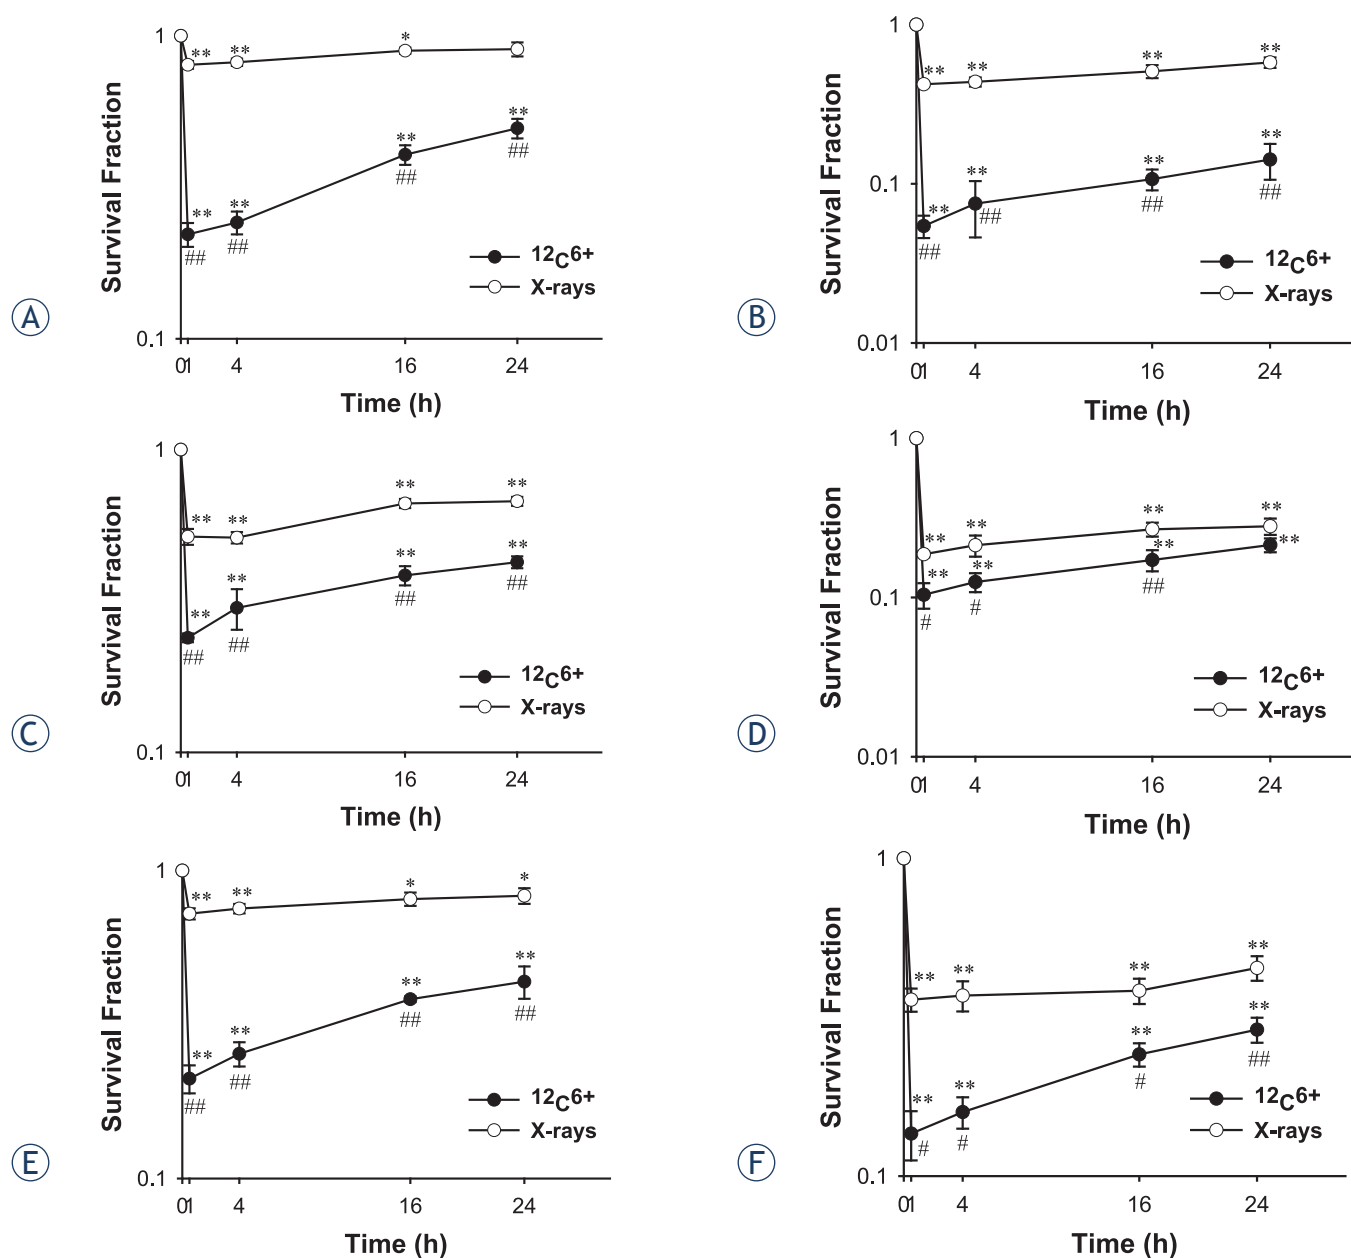 A
Survival Fraction
1
0.1
** ** *
** ** ** **
## ## ## ##
12C6+
X-rays
0 1 4 16 24
Time (h)
B
Survival Fraction
1
0.1
0.01
** ** ** **
** ** ** **
## ## ## ##
12C6+
X-rays
0 1 4 16 24
Time (h)
C
Survival Fraction
1
0.1
** ** ** **
** ** ** **
## ## ## ##
12C6+
X-rays
0 1 4 16 24
Time (h)
D
Survival Fraction
1
0.1
0.01
** ** ** **
** ** ** **
# # ##
12C6+
X-rays
0 1 4 16 24
Time (h)
E
Survival Fraction
1
0.1
** ** * *
** ** ** **
## ## ## ##
12C6+
X-rays
0 1 4 16 24
Time (h)
F
Survival Fraction
1
0.1
** ** ** **
** ** ** **
# # # ##
12C6+
X-rays
0 1 4 16 24
Time (h)